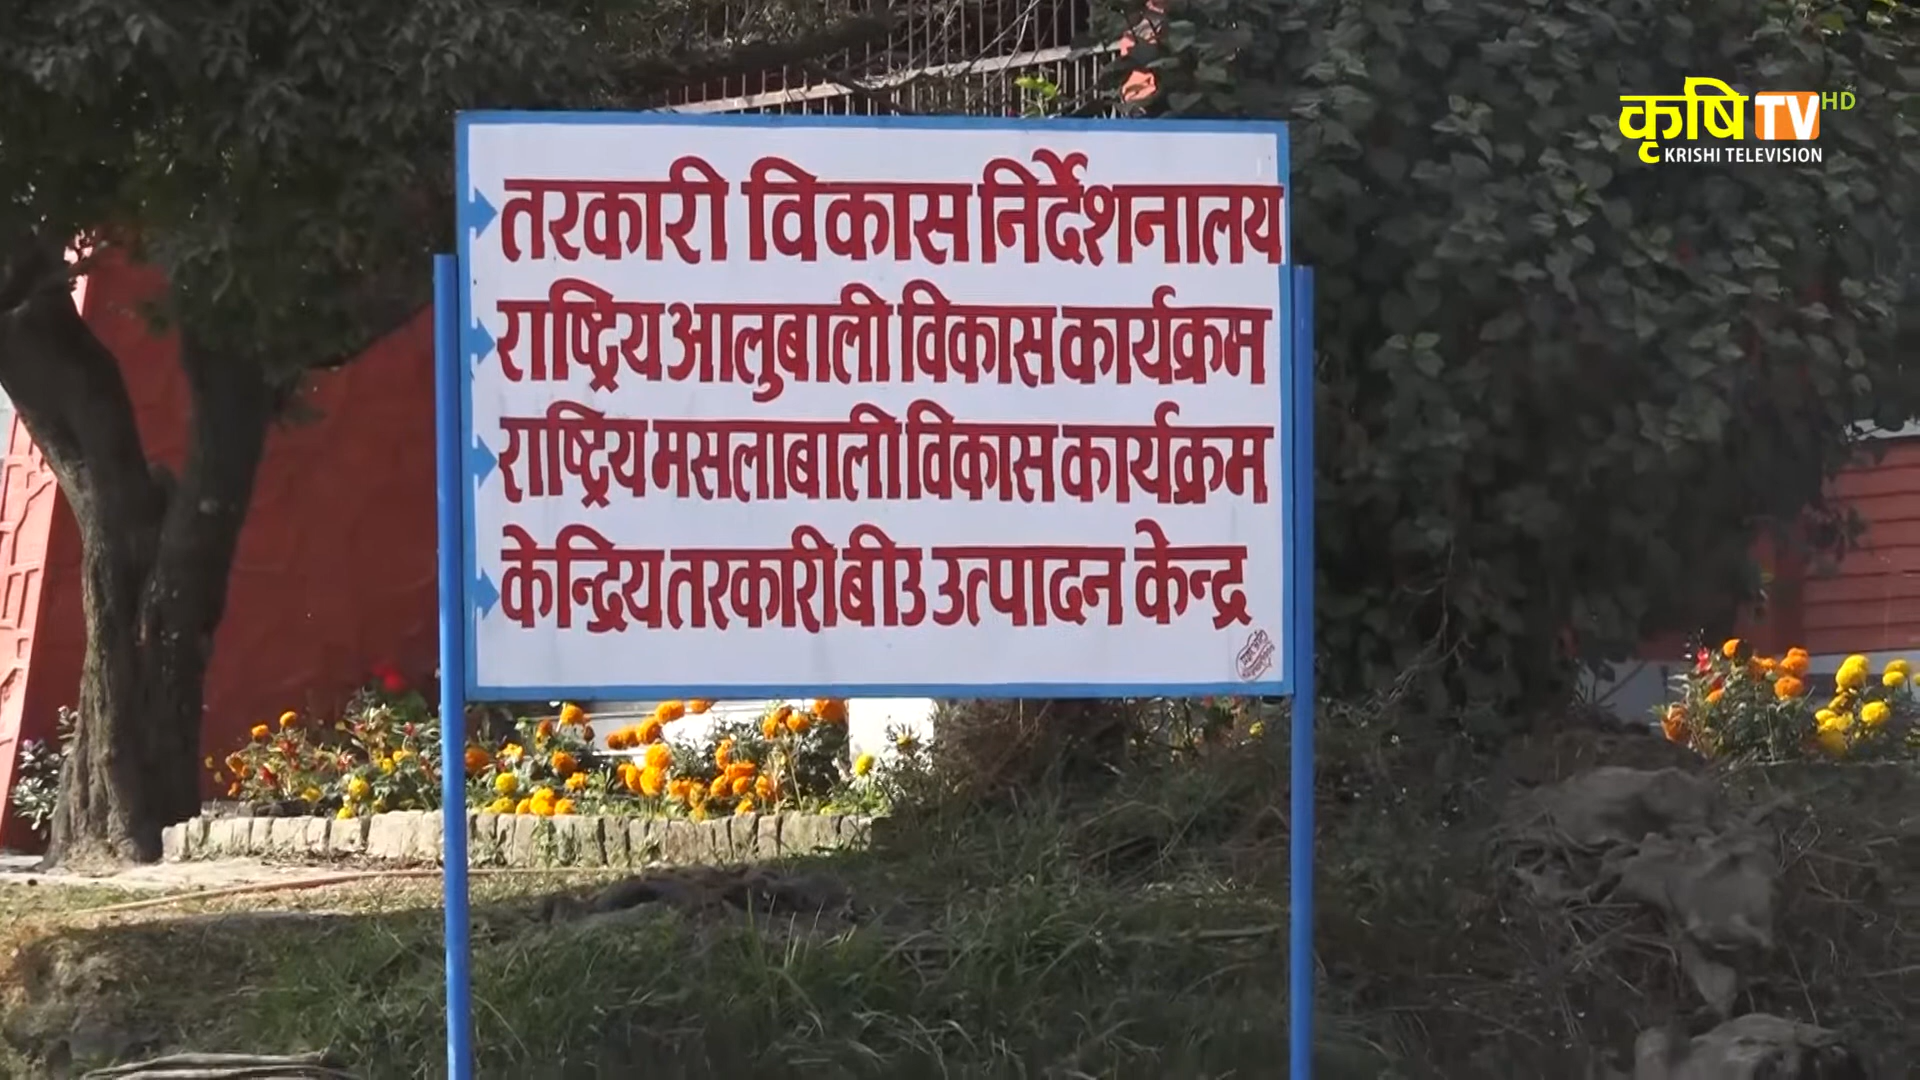 कृषि TV HD
KRISHI TELEVISION
तरकारी विकास निर्देशनालय
राष्ट्रिय आलुबाली विकास कार्यक्रम
राष्ट्रिय मसलाबाली विकास कार्यक्रम
केन्द्रिय तरकारी बीउ उत्पादन केन्द्र